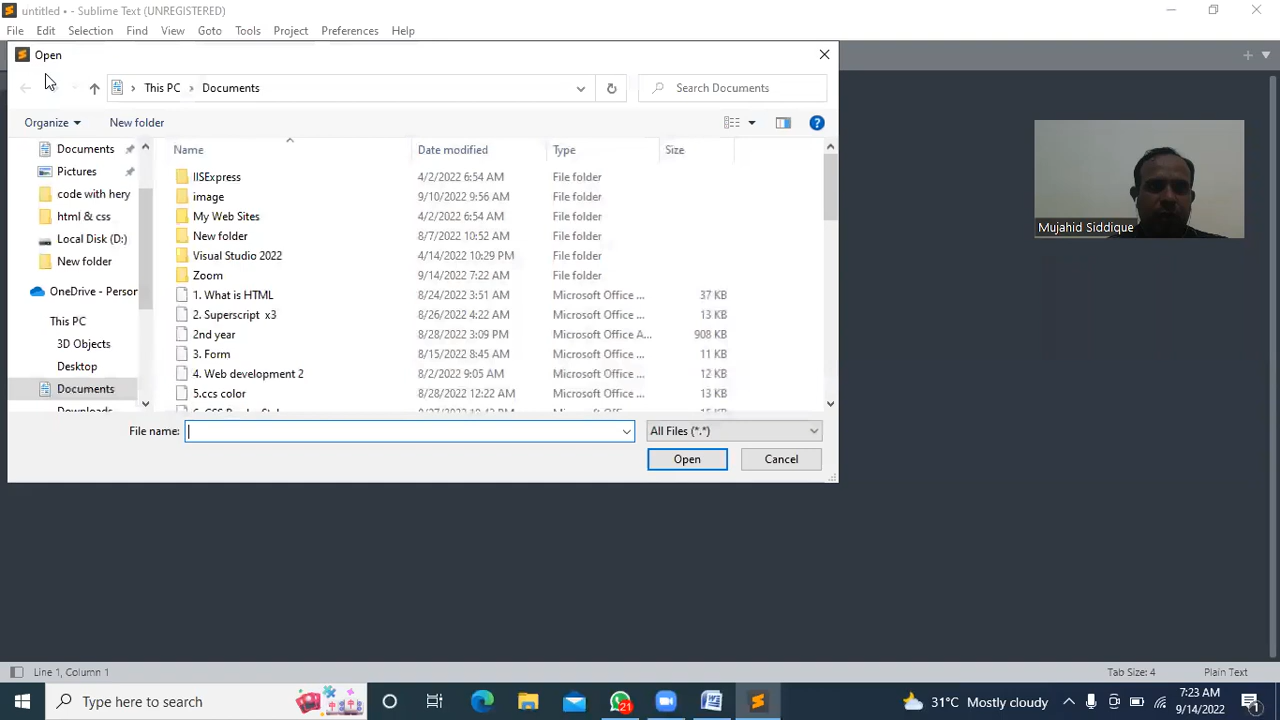 untitled • - Sublime Text (UNREGISTERED)
File Edit Selection Find View Goto Tools Project Preferences Help
Open
This PC Documents
Search Documents
Organize New folder
Name Date modified Type Size
Documents
Pictures
code with hery
html & css
Local Disk (D:)
New folder
OneDrive - Person
This PC
3D Objects
Desktop
Documents
Downloads
IISExpress 4/2/2022 6:54 AM File folder
image 9/10/2022 9:56 AM File folder
My Web Sites 4/2/2022 6:54 AM File folder
New folder 8/7/2022 10:52 AM File folder
Visual Studio 2022 4/14/2022 10:29 PM File folder
Zoom 9/14/2022 7:22 AM File folder
1. What is HTML 8/24/2022 3:51 AM Microsoft Office ... 37 KB
2. Superscript x3 8/26/2022 4:22 AM Microsoft Office ... 13 KB
2nd year 8/28/2022 3:09 PM Microsoft Office A... 908 KB
3. Form 8/15/2022 8:45 AM Microsoft Office ... 11 KB
4. Web development 2 8/2/2022 9:05 AM Microsoft Office ... 12 KB
5.ccs color 8/28/2022 12:22 AM Microsoft Office ... 13 KB
File name: All Files (*.*)
Open Cancel
Mujahid Siddique
Line 1, Column 1 Tab Size: 4 Plain Text
Type here to search
21
31°C Mostly cloudy
7:23 AM
9/14/2022
1